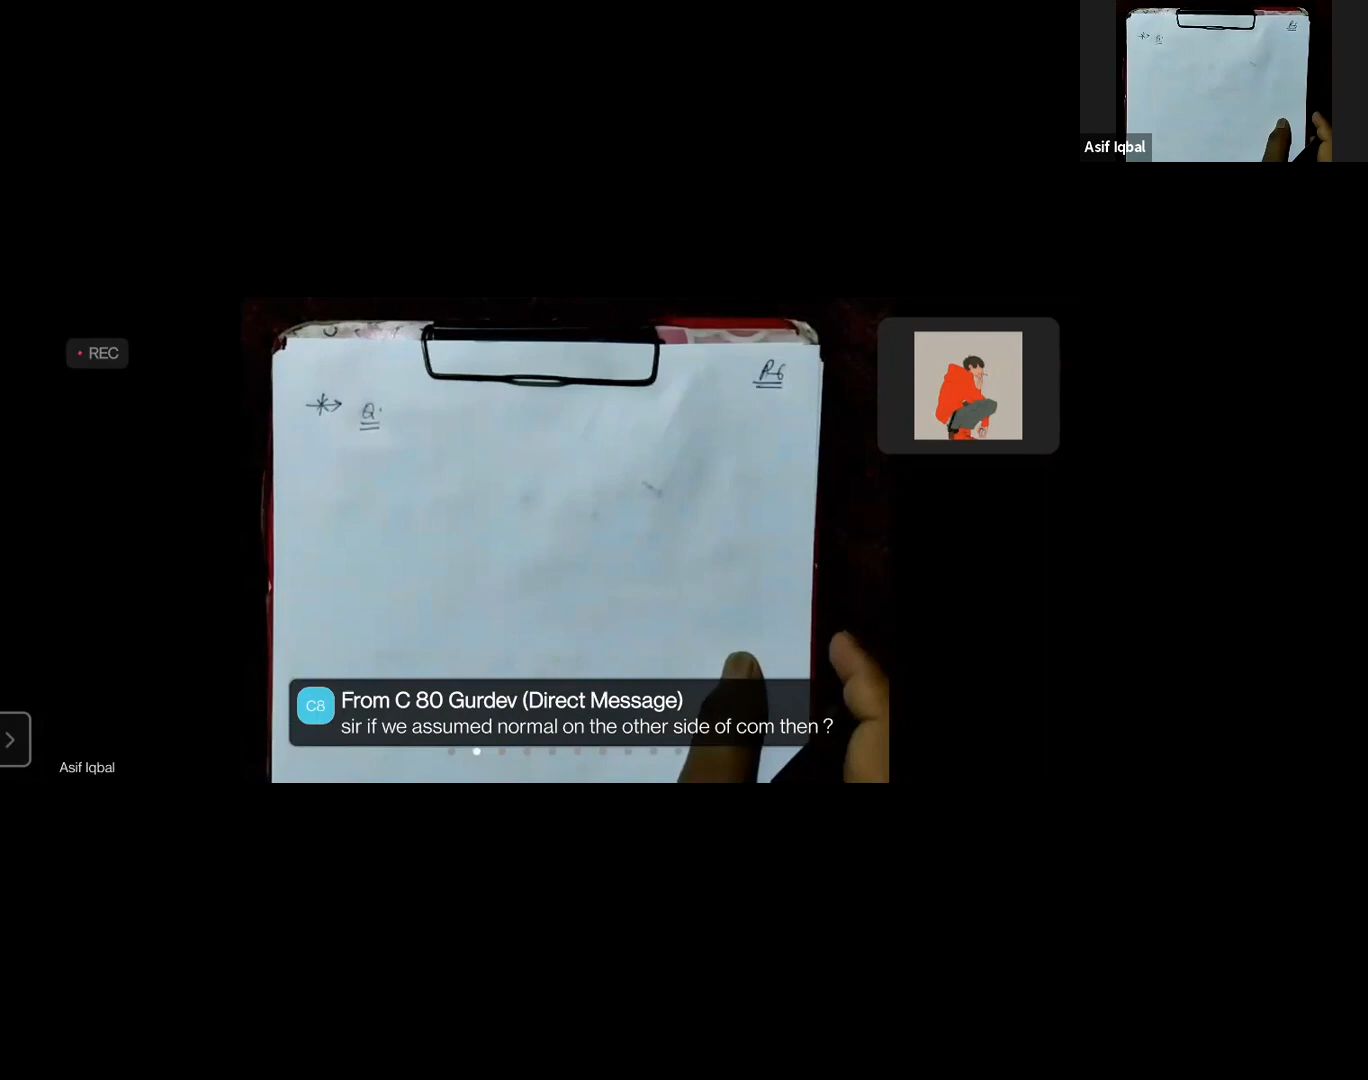 Asif Iqbal
REC
P-6
Q.
C8
From C 80 Gurdev (Direct Message)
sir if we assumed normal on the other side of com then ?
Asif Iqbal